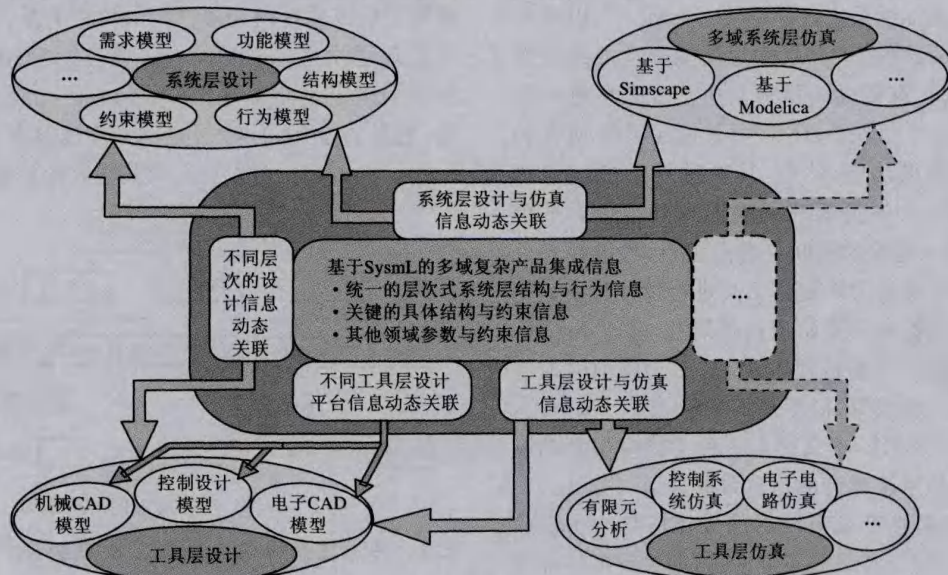 需求模型
功能模型
...
系统层设计
结构模型
约束模型
行为模型
多域系统层仿真
基于
Simscape
基于
Modelica
...
系统层设计与仿真
信息动态关联
不同层
次的设
计信息
动态
关联
基于SysmL的多域复杂产品集成信息
·统一的层次式系统层结构与行为信息
·关键的具体结构与约束信息
·其他领域参数与约束信息
...
不同工具层设计
平台信息动态关联
工具层设计与仿真
信息动态关联
机械CAD
模型
控制设计
模型
电子CAD
模型
工具层设计
有限元
分析
控制系
统仿真
电子电
路仿真
...
工具层仿真